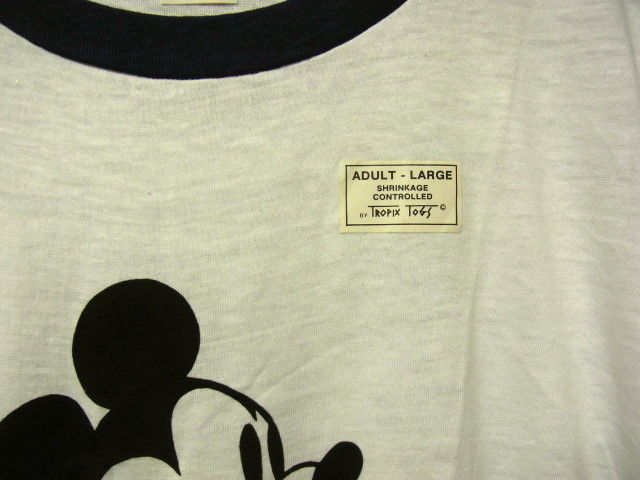 ADULT - LARGE
SHRINKAGE
CONTROLLED
BY TROPIX TOGS ©